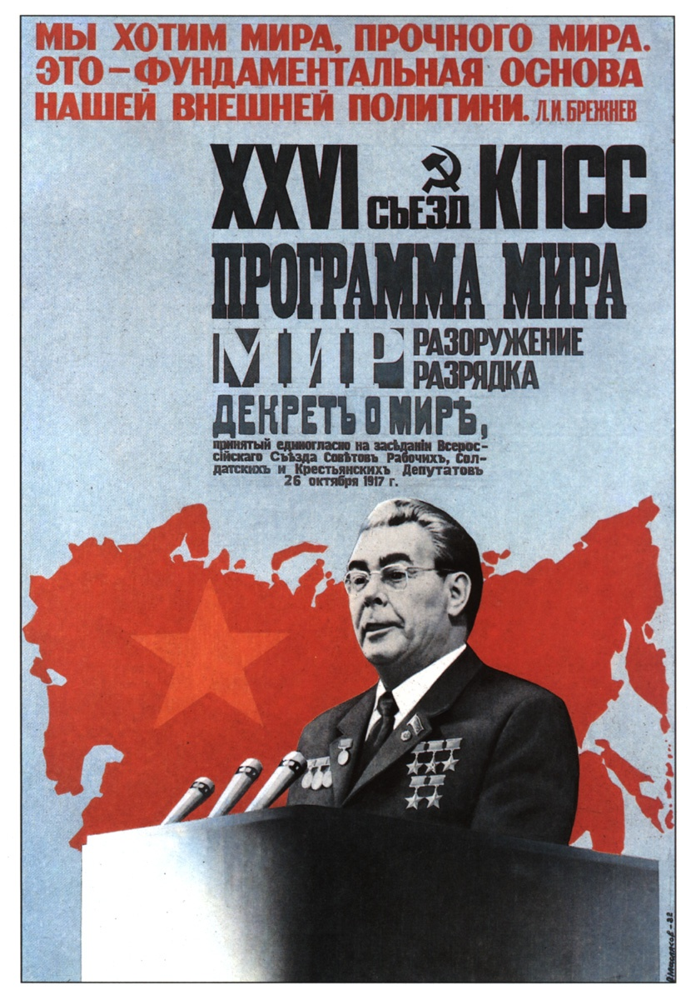 МЫ ХОТИМ МИРА, ПРОЧНОГО МИРА.
ЭТО – ФУНДАМЕНТАЛЬНАЯ ОСНОВА
НАШЕЙ ВНЕШНЕЙ ПОЛИТИКИ. Л.И. БРЕЖНЕВ
XXVI СЪЕЗД КПСС
ПРОГРАММА МИРА
МИР РАЗОРУЖЕНИЕ
РАЗРЯДКА
ДЕКРЕТЪ О МИРѢ,
принятый единогласно на засѣданіи Всерос-
сійскаго Съѣзда Совѣтовъ Рабочихъ, Сол-
датскихъ и Крестьянскихъ Депутатовъ
26 октября 1917 г.